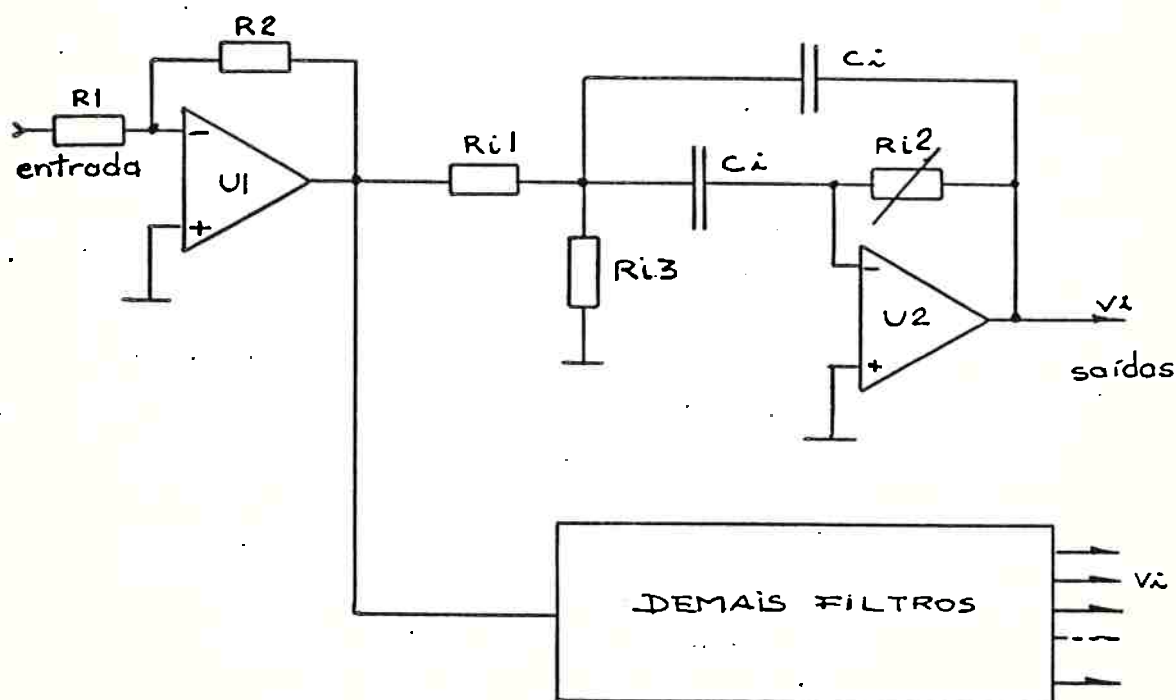 R2
R1
entrada
U1
Ri1
Ri3
Ci
Ci
Ri2
U2
vi
saídas
DEMAIS FILTROS
Vi